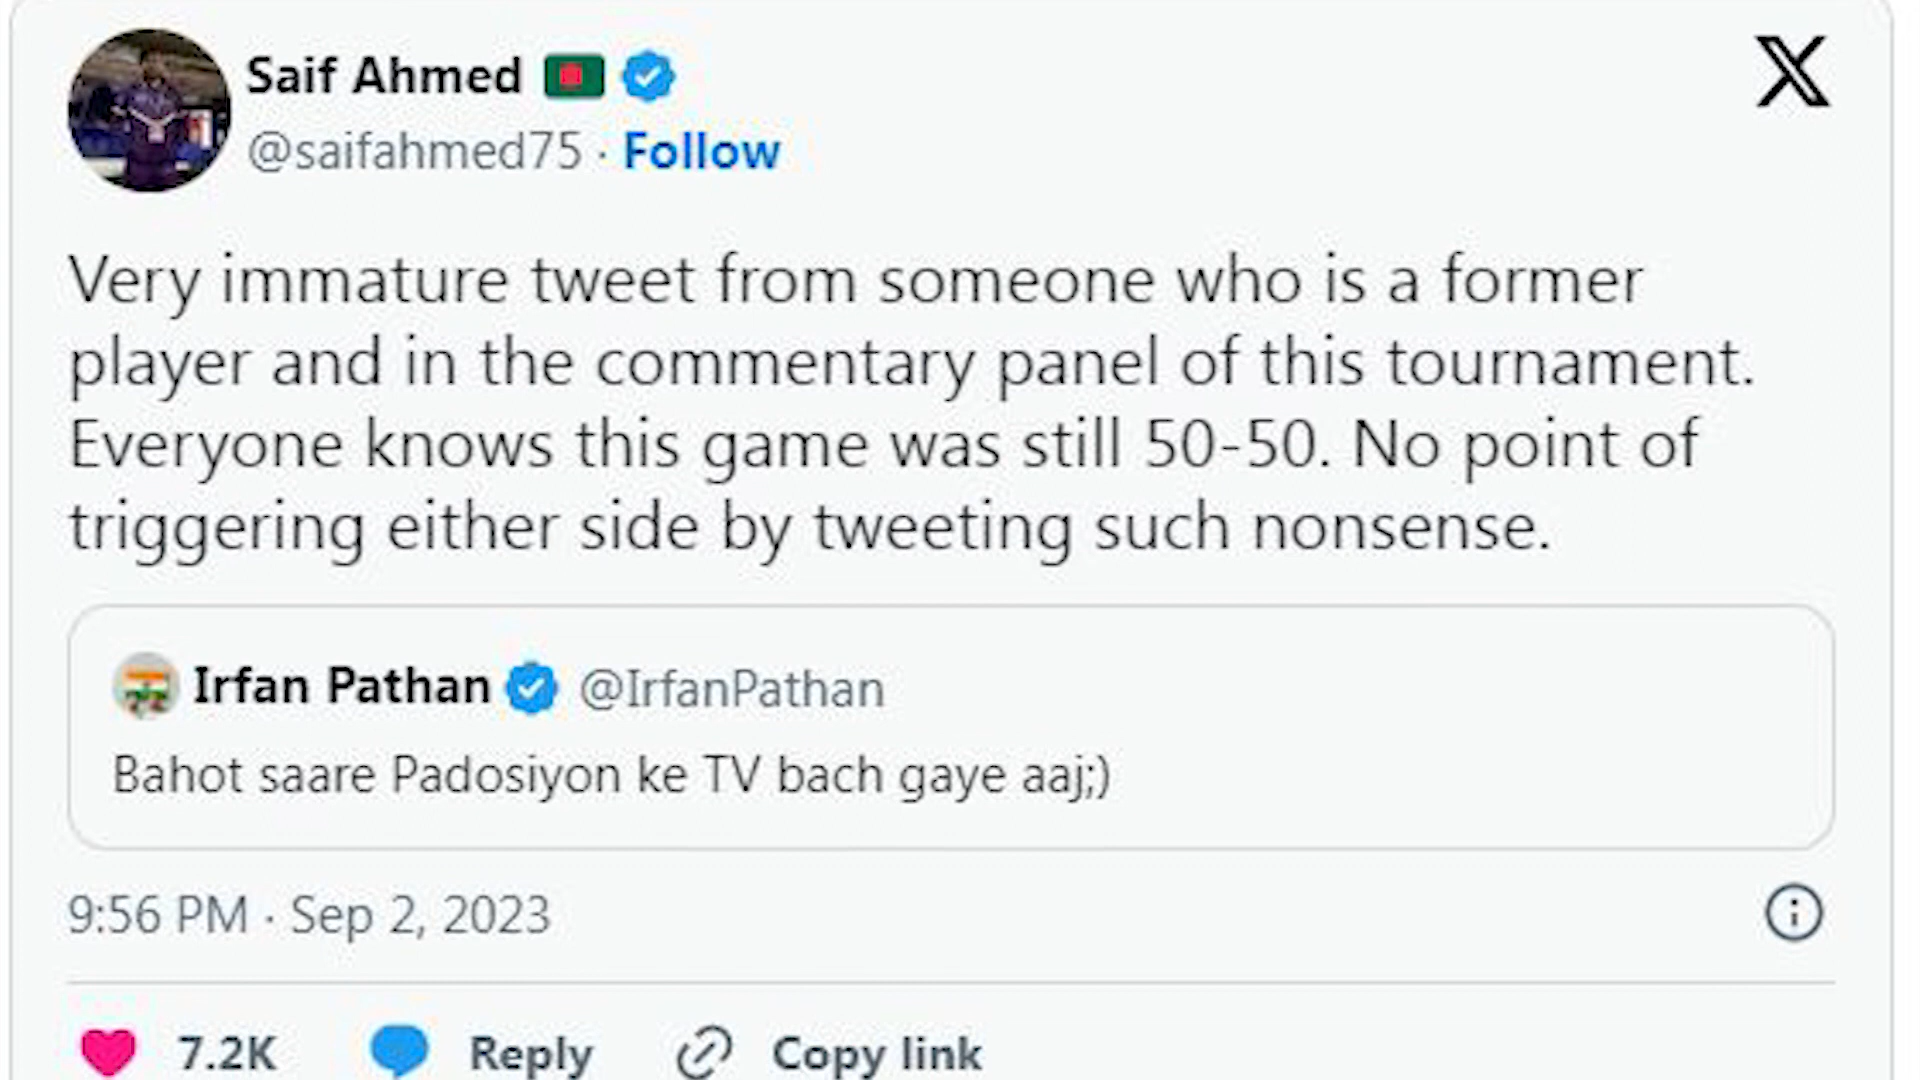 Saif Ahmed
@saifahmed75 · Follow
Very immature tweet from someone who is a former
player and in the commentary panel of this tournament.
Everyone knows this game was still 50-50. No point of
triggering either side by tweeting such nonsense.
Irfan Pathan @IrfanPathan
Bahot saare Padosiyon ke TV bach gaye aaj;)
9:56 PM · Sep 2, 2023
7.2K Reply Copy link